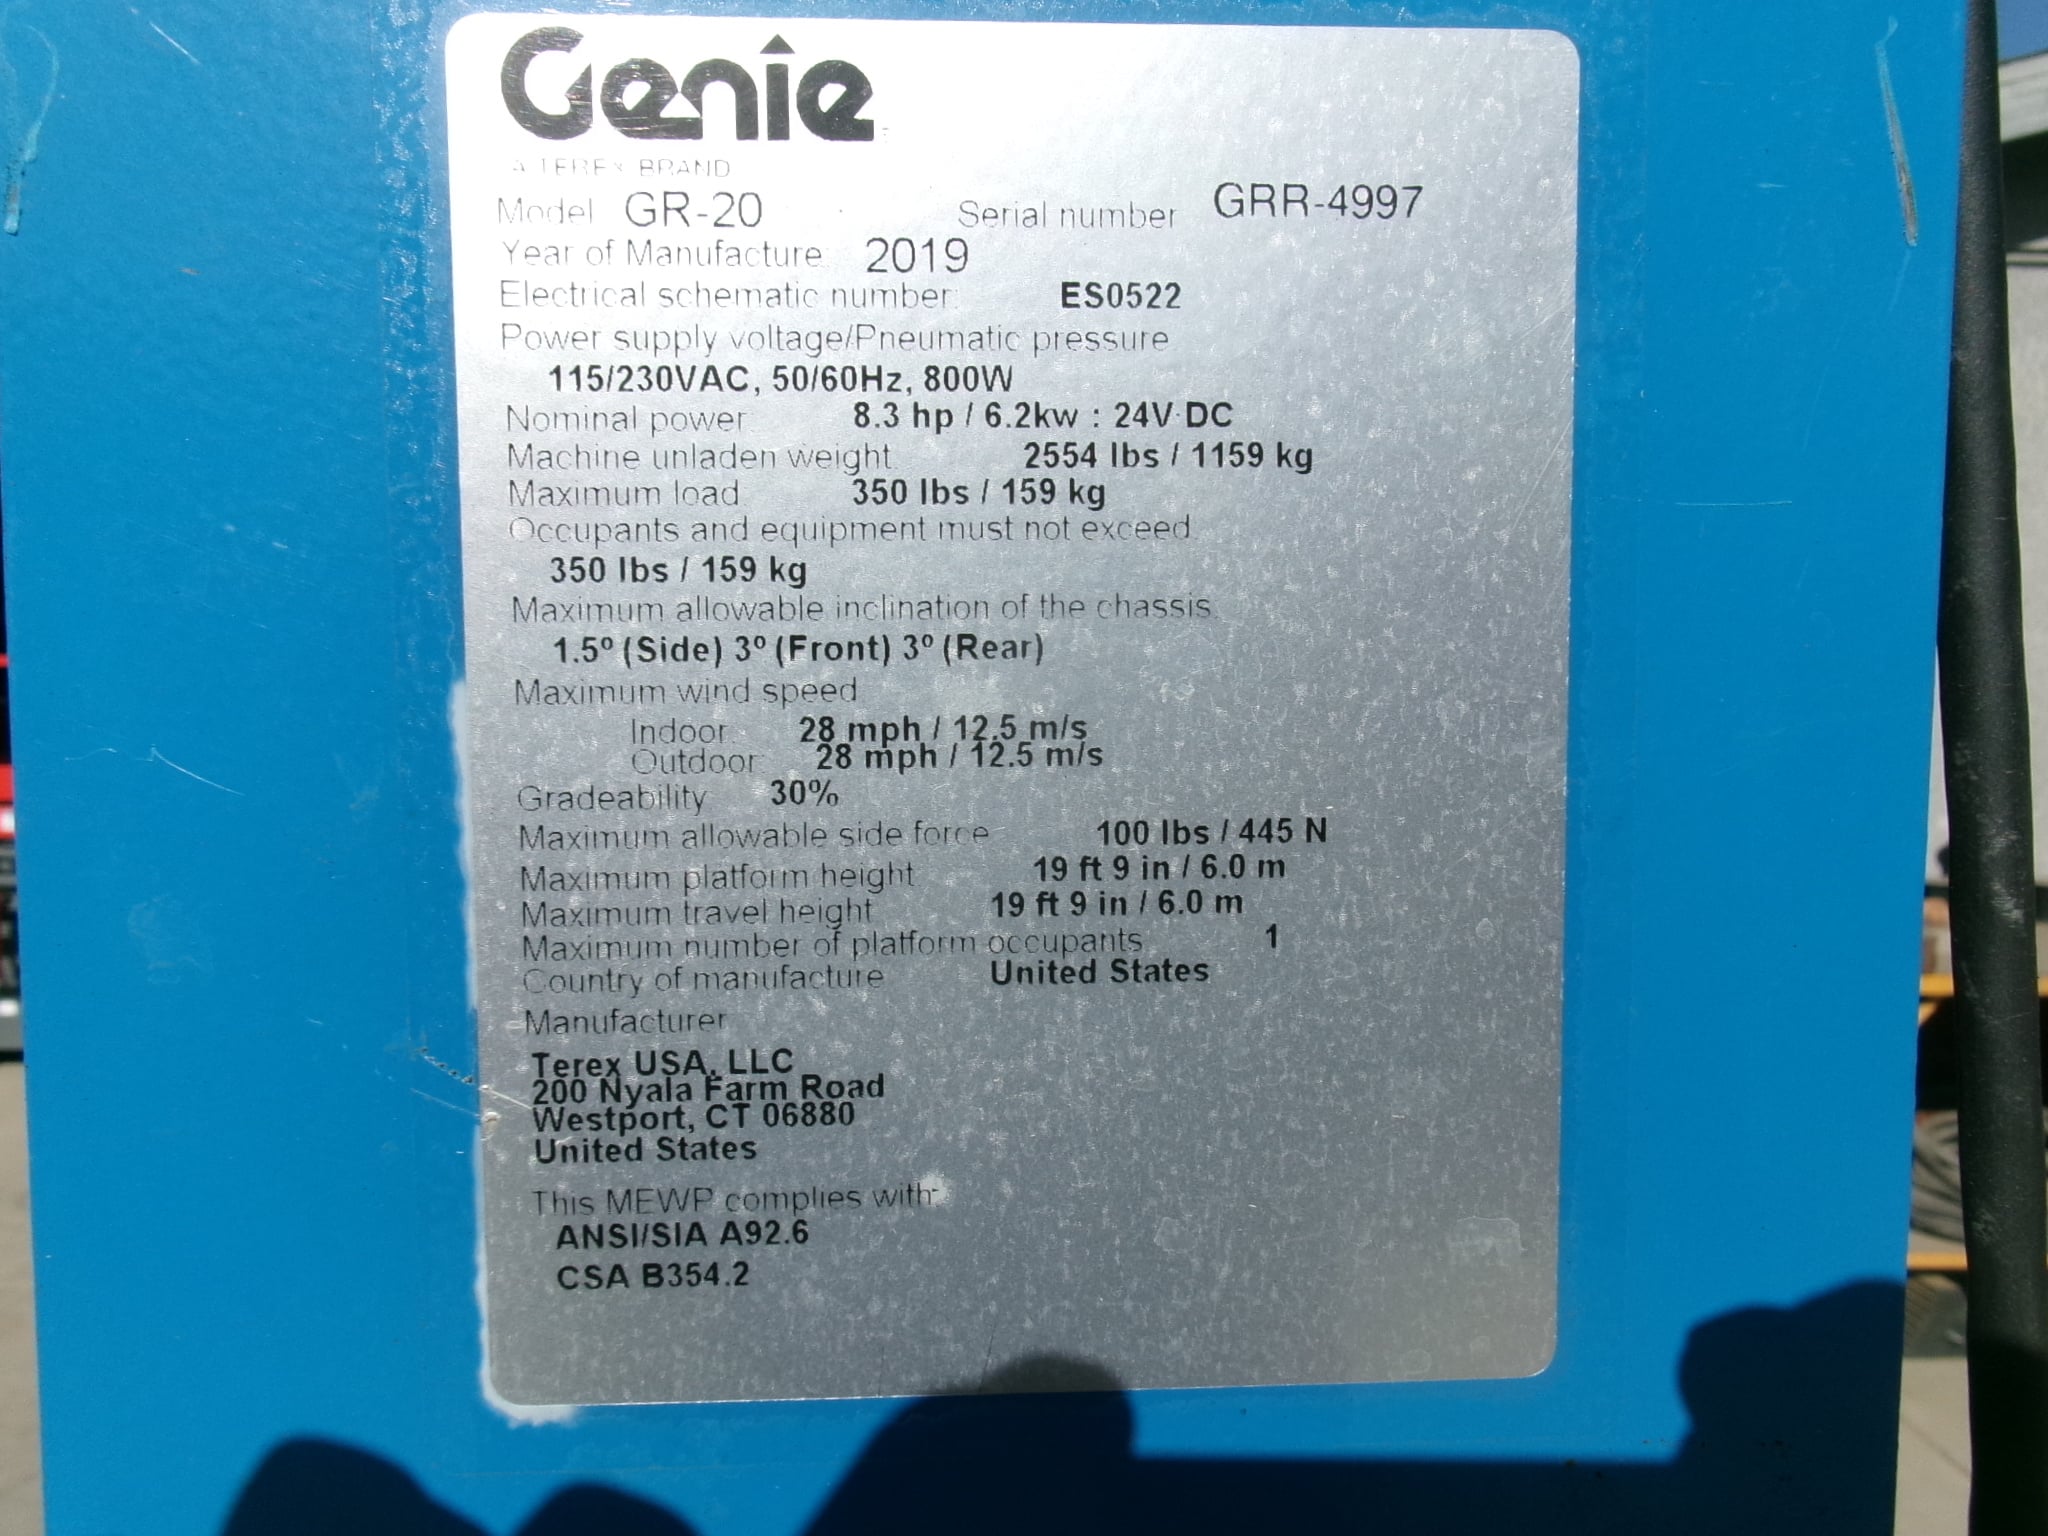 Genie
A TEREX BRAND
Model GR-20 Serial number GRR-4997
Year of Manufacture: 2019
Electrical schematic number: ES0522
Power supply voltage/Pneumatic pressure
115/230VAC, 50/60Hz, 800W
Nominal power 8.3 hp / 6.2kw : 24V DC
Machine unladen weight 2554 lbs / 1159 kg
Maximum load 350 lbs / 159 kg
Occupants and equipment must not exceed
350 lbs / 159 kg
Maximum allowable inclination of the chassis
1.5º (Side) 3º (Front) 3º (Rear)
Maximum wind speed
Indoor: 28 mph / 12.5 m/s
Outdoor: 28 mph / 12.5 m/s
Gradeability 30%
Maximum allowable side force 100 lbs / 445 N
Maximum platform height 19 ft 9 in / 6.0 m
Maximum travel height 19 ft 9 in / 6.0 m
Maximum number of platform occupants 1
Country of manufacture United States
Manufacturer
Terex USA, LLC
200 Nyala Farm Road
Westport, CT 06880
United States
This MEWP complies with:
ANSI/SIA A92.6
CSA B354.2